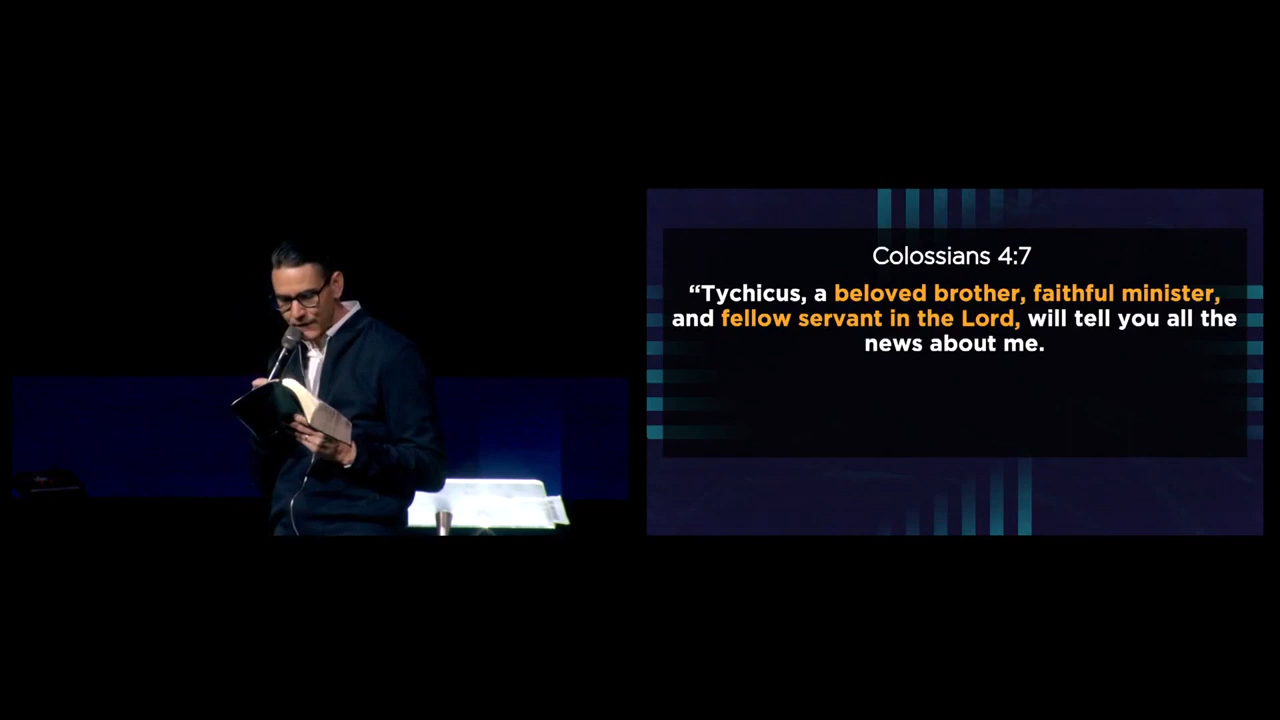 Colossians 4:7
“Tychicus, a beloved brother, faithful minister,
and fellow servant in the Lord, will tell you all the
news about me.